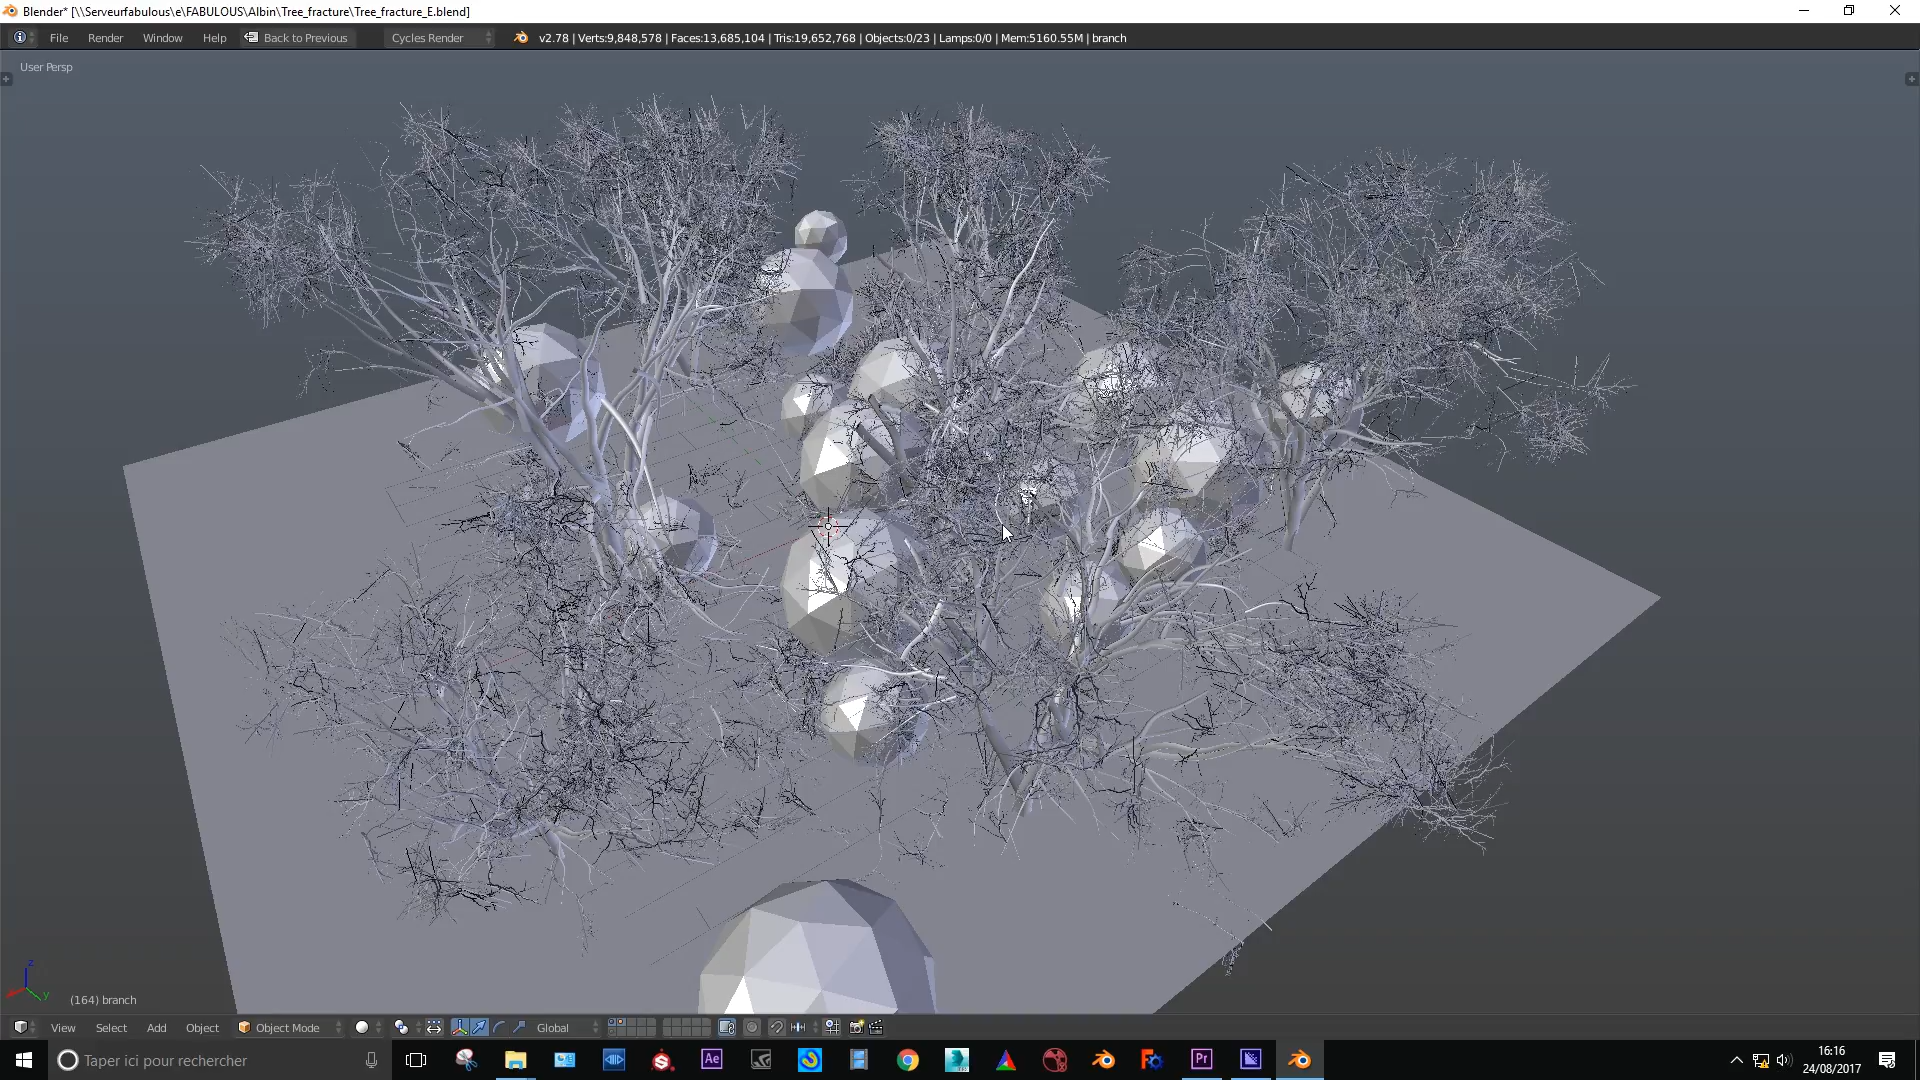 Blender* [\\Serveurfabulous\e\FABULOUS\Albin\Tree_fracture\Tree_fracture_E.blend]
File Render Window Help Back to Previous Cycles Render v2.78 | Verts:9,848,578 | Faces:13,685,104 | Tris:19,652,768 | Objects:0/23 | Lamps:0/0 | Mem:5160.55M | branch
User Persp
z
y
(164) branch
View Select Add Object Object Mode Global
Taper ici pour rechercher Ae Pr 16:16
24/08/2017